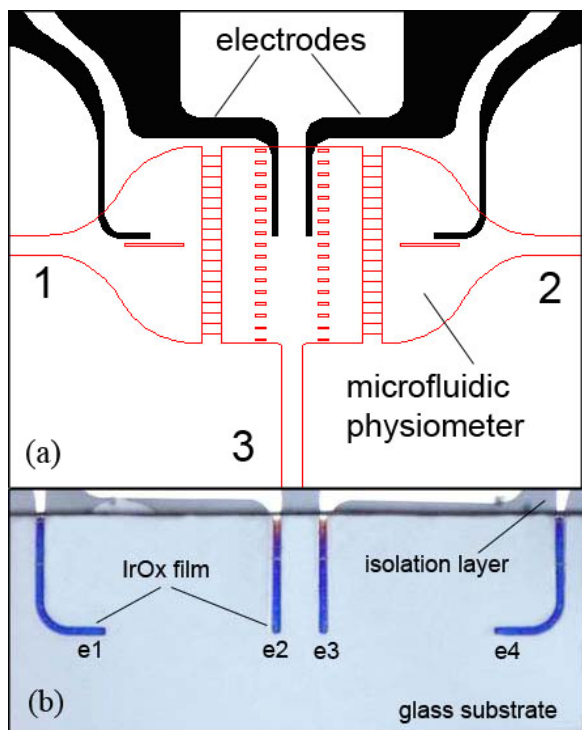 electrodes
1
2
microfluidic
physiometer
3
(a)
IrOx film
isolation layer
e1
e2
e3
e4
(b)
glass substrate